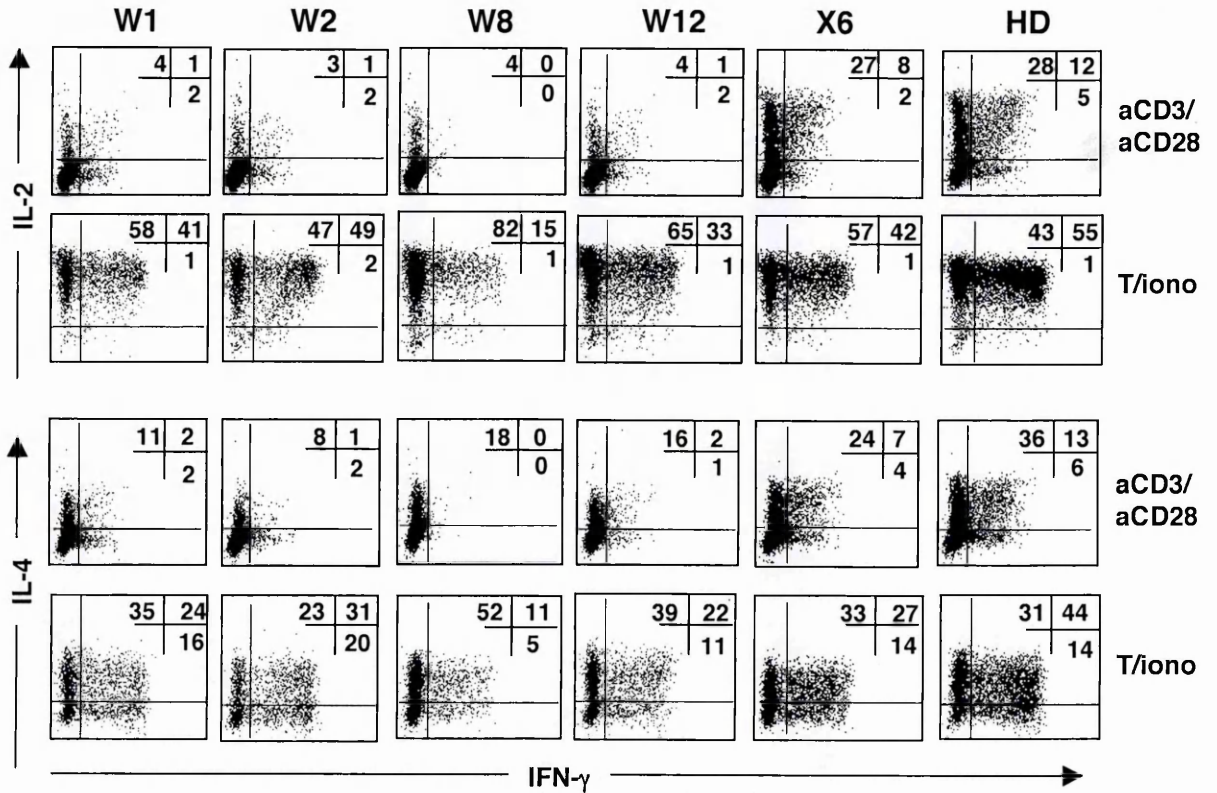 W1 W2 W8 W12 X6 HD
4 1 3 1 4 0 4 1 27 8 28 12
2 2 0 2 2 5
aCD3/
aCD28
IL-2
58 41 47 49 82 15 65 33 57 42 43 55
1 2 1 1 1 1
T/iono
11 2 8 1 18 0 16 2 24 7 36 13
2 2 0 1 4 6
aCD3/
aCD28
IL-4
35 24 23 31 52 11 39 22 33 27 31 44
16 20 5 11 14 14
T/iono
IFN-γ